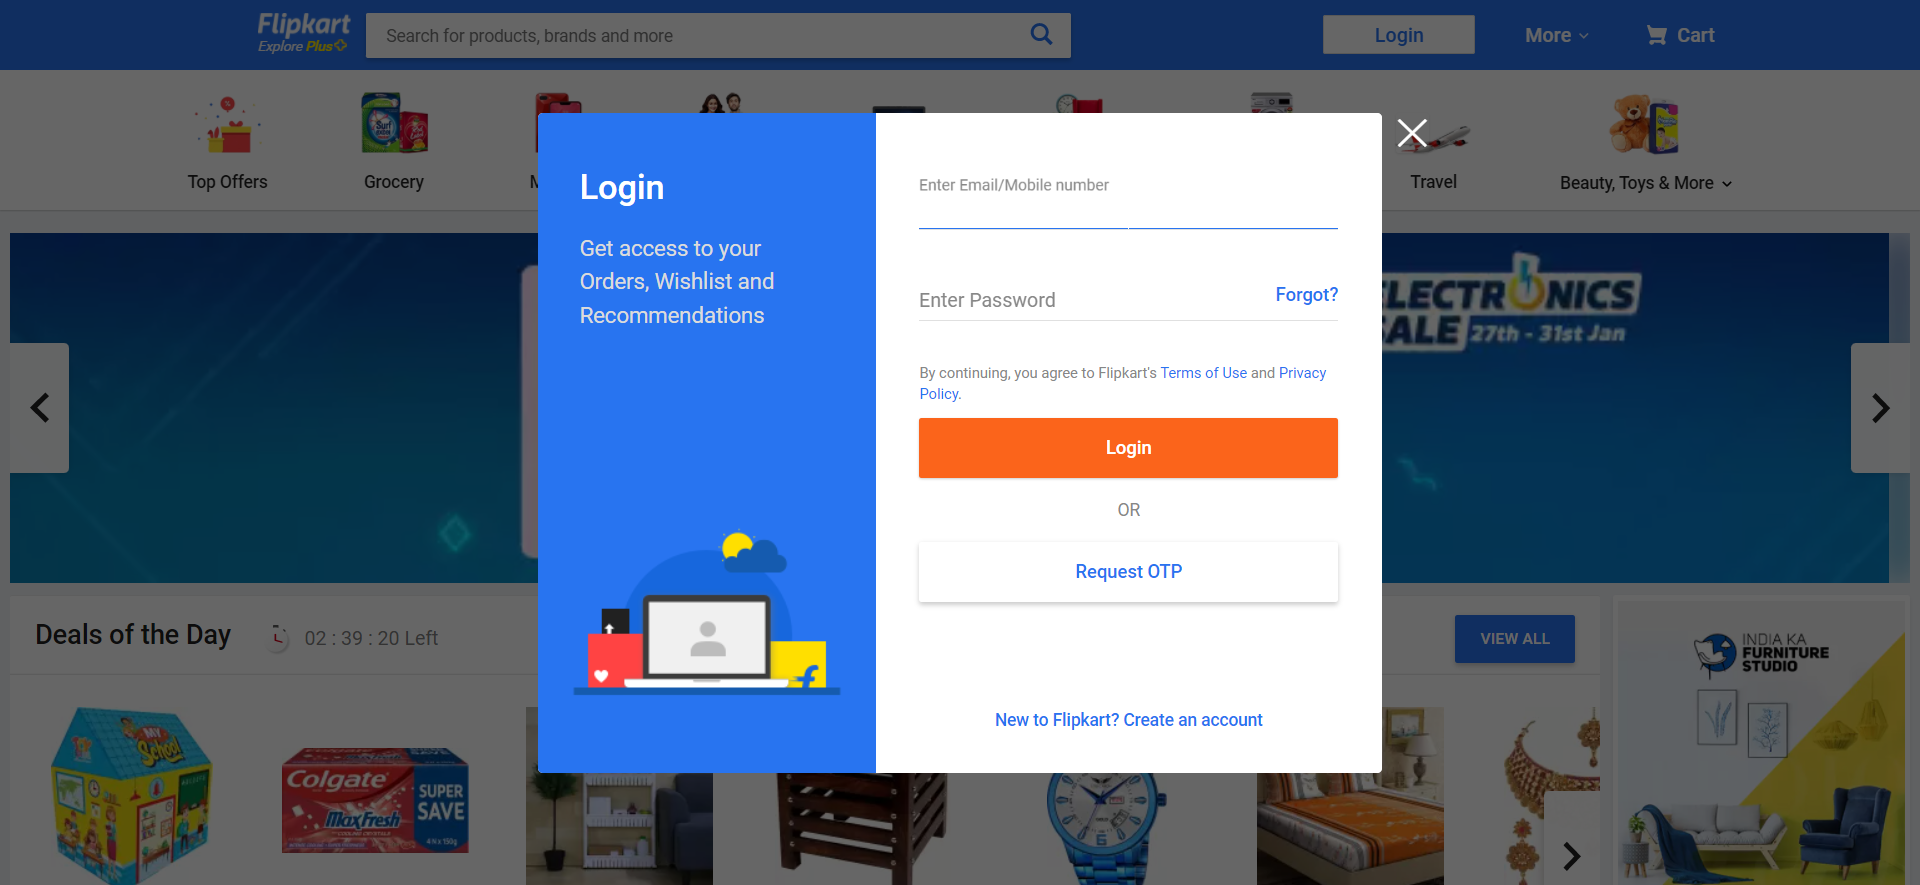 Flipkart
Explore Plus
Search for products, brands and more
Login
More
Cart
Top Offers
Grocery
M
Travel
Beauty, Toys & More
Login
Get access to your
Orders, Wishlist and
Recommendations
Enter Email/Mobile number
Enter Password
Forgot?
By continuing, you agree to Flipkart's Terms of Use and Privacy
Policy.
Login
OR
Request OTP
New to Flipkart? Create an account
LECTRONICS
SALE 27th - 31st Jan
Deals of the Day
02 : 39 : 20 Left
VIEW ALL
INDIA KA
FURNITURE
STUDIO
MY
School
Colgate
MaxFresh
SUPER
SAVE
4 x 150g
Surf